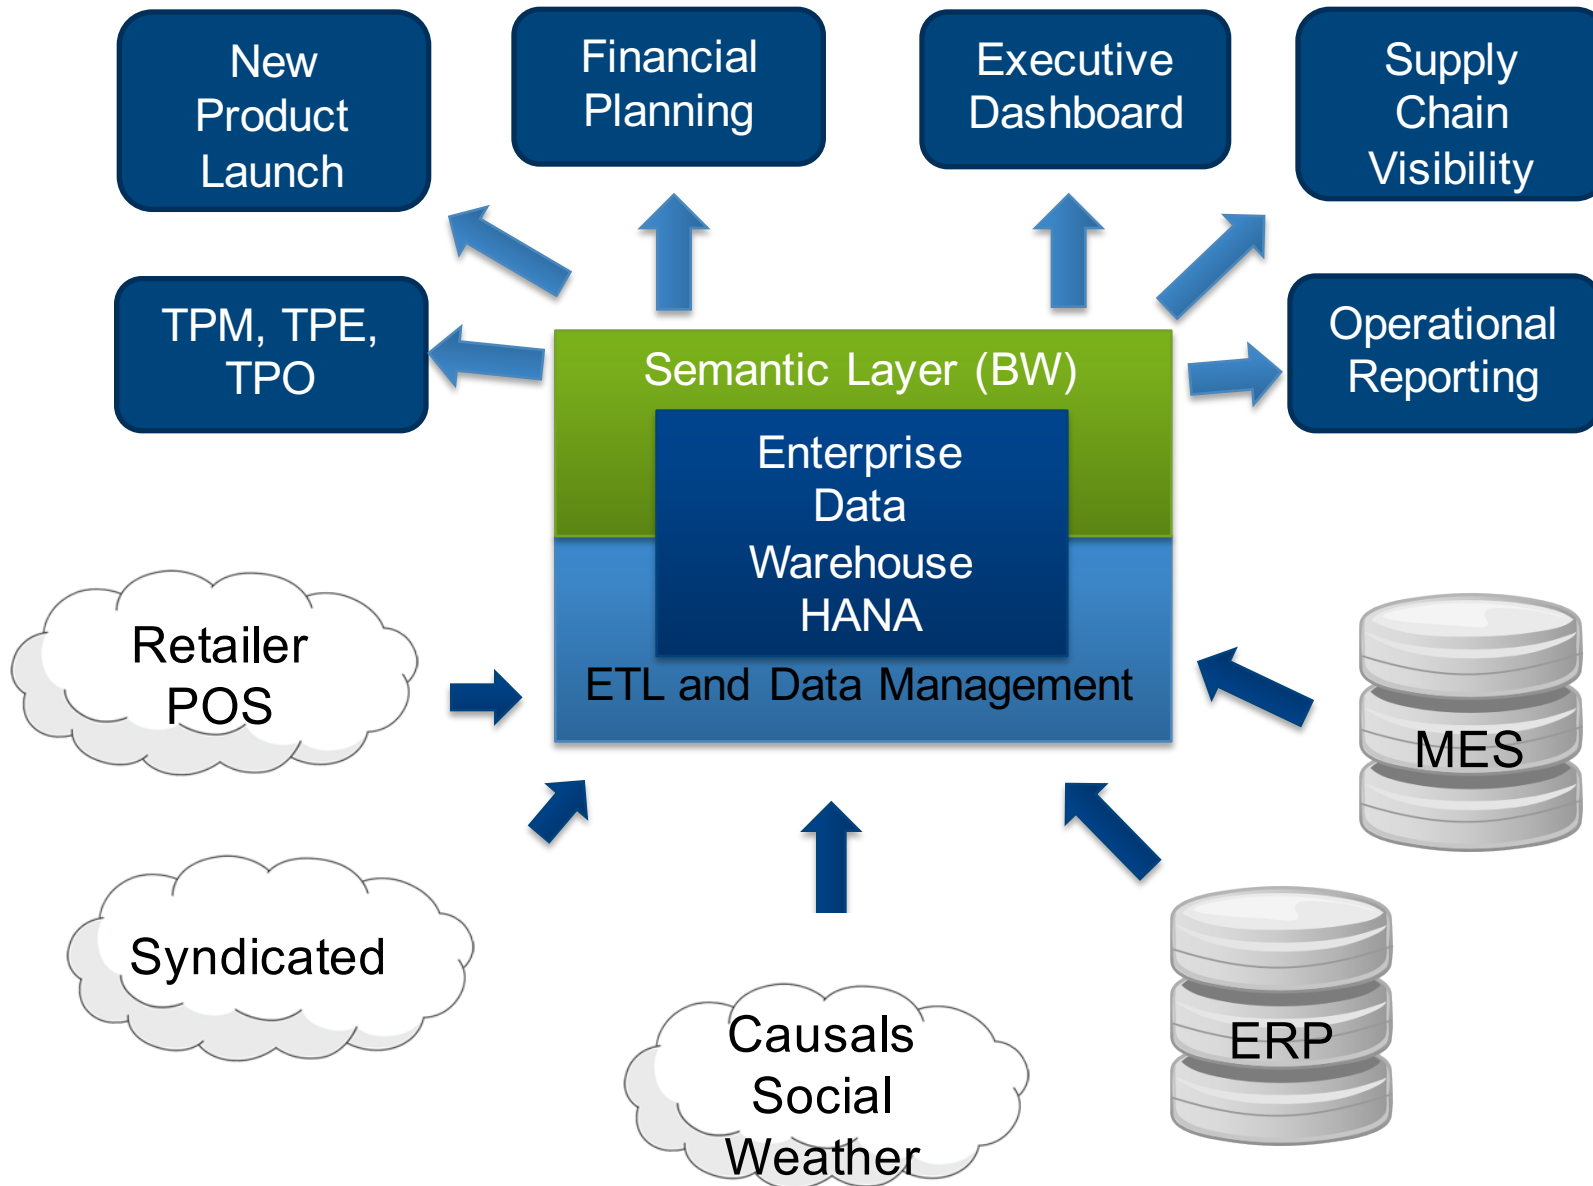 New
Product
Launch
Financial
Planning
Executive
Dashboard
Supply
Chain
Visibility
TPM, TPE,
TPO
Semantic Layer (BW)
Operational
Reporting
Enterprise
Data
Warehouse
HANA
ETL and Data Management
Retailer
POS
MES
Syndicated
ERP
Causals
Social
Weather